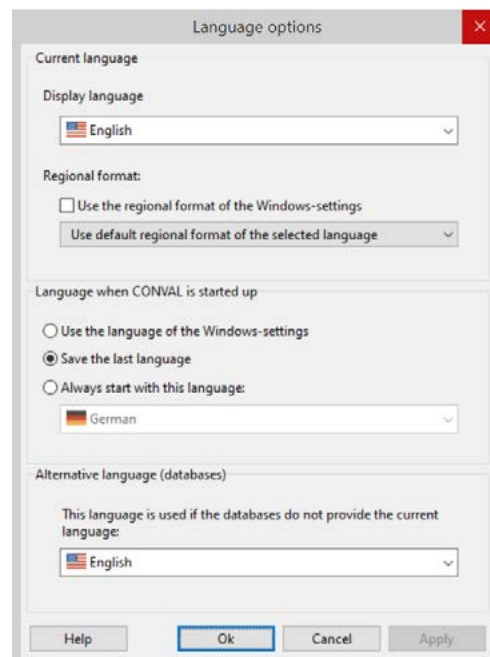 Language options
Current language
Display language
English
Regional format:
Use the regional format of the Windows-settings
Use default regional format of the selected language
Language when CONVAL is started up
Use the language of the Windows-settings
Save the last language
Always start with this language:
German
Alternative language (databases)
This language is used if the databases do not provide the current
language:
English
Help Ok Cancel Apply